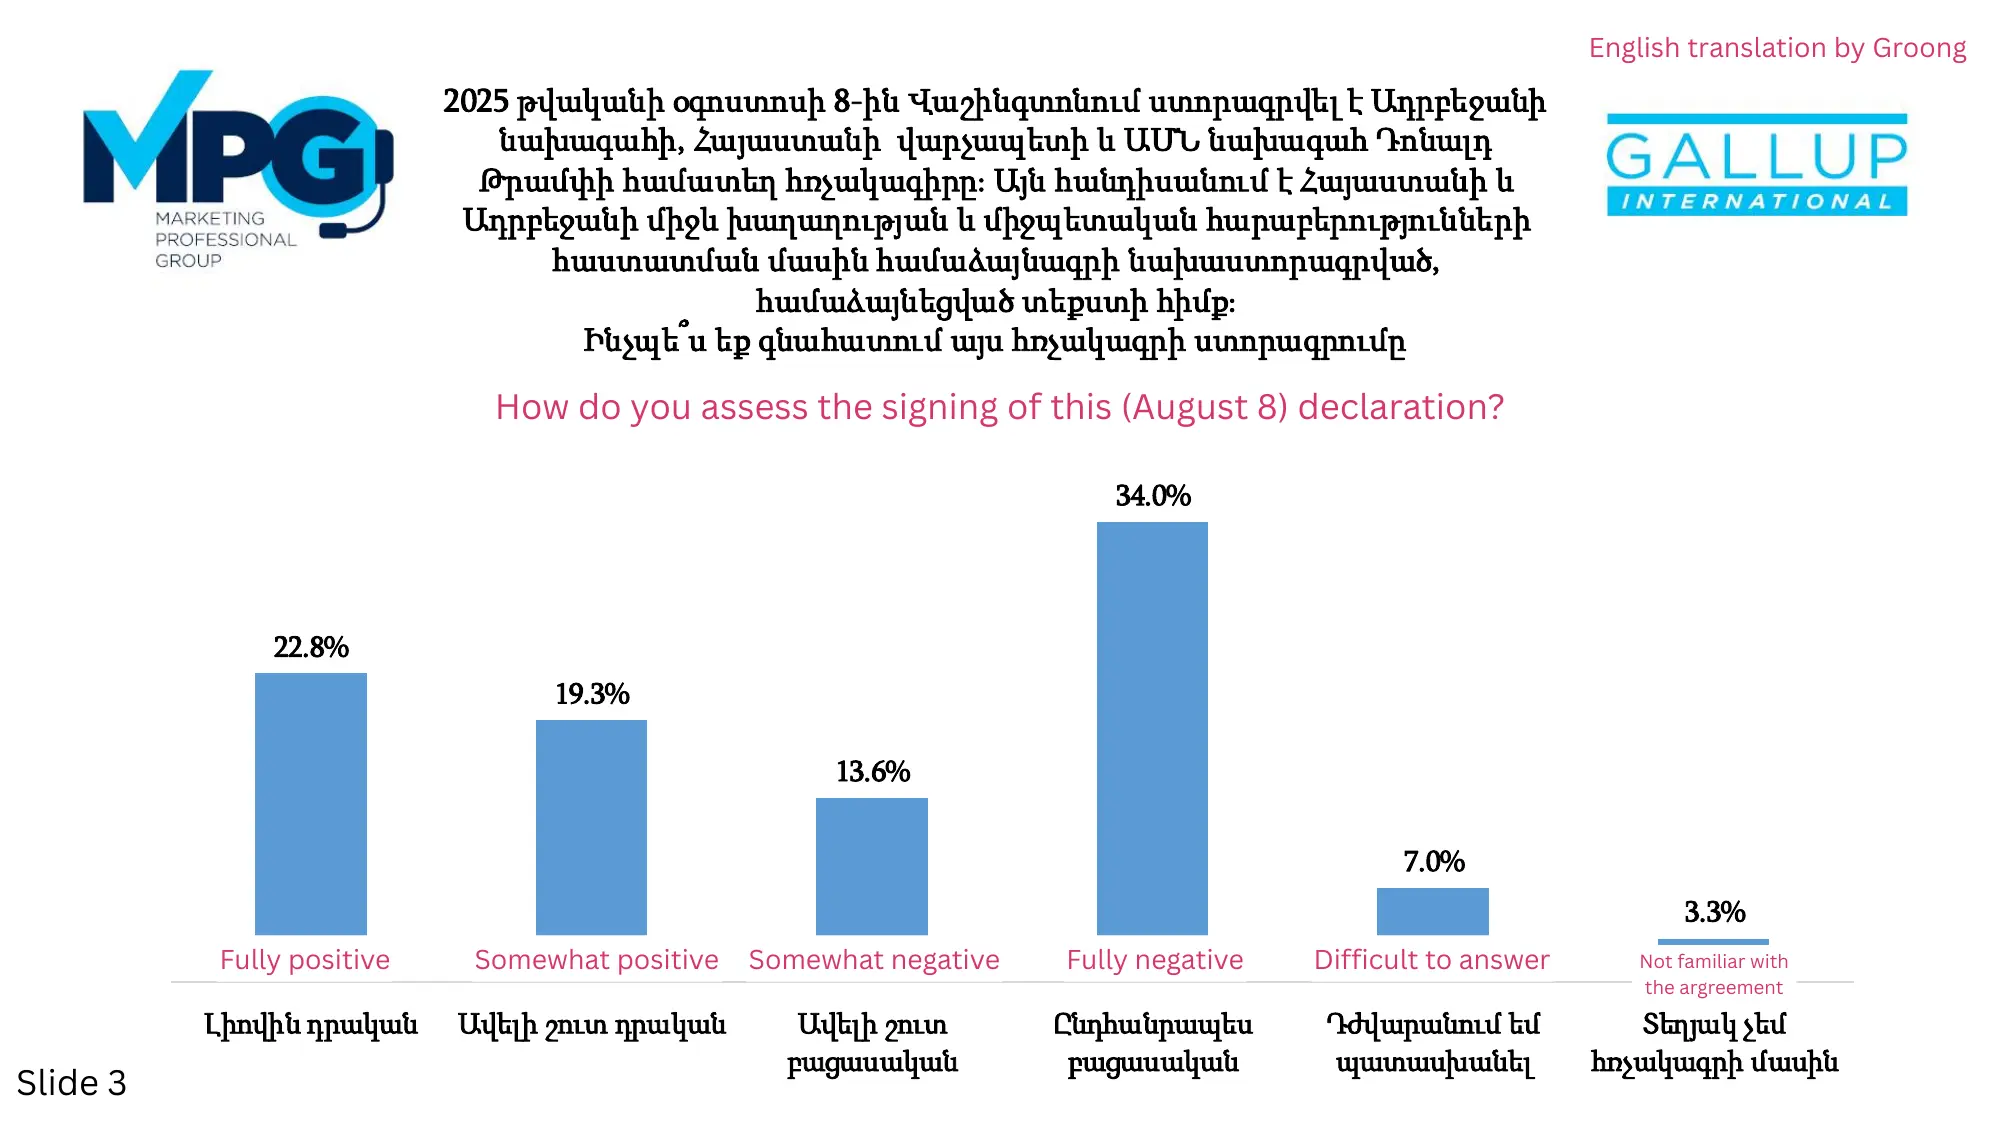 English translation by Groong
MPG
MARKETING
PROFESSIONAL
GROUP
2025 թվականի օգոստոսի 8-ին Վաշինգտոնում ստորագրվել է Ադրբեջանի
նախագահի, Հայաստանի վարչապետի և ԱՄՆ նախագահ Դոնալդ
Թրամփի համատեղ հռչակագիրը։ Այն հանդիսանում է Հայաստանի և
Ադրբեջանի միջև խաղաղության և միջպետական հարաբերությունների
հաստատման մասին համաձայնագրի նախաստորագրված,
համաձայնեցված տեքստի հիմք։
Ինչպե՞ս եք գնահատում այս հռչակագրի ստորագրումը
GALLUP
INTERNATIONAL
How do you assess the signing of this (August 8) declaration?
22.8%
19.3%
13.6%
34.0%
7.0%
3.3%
Fully positive
Somewhat positive
Somewhat negative
Fully negative
Difficult to answer
Not familiar with
the argreement
Լիովին դրական
Ավելի շուտ դրական
Ավելի շուտ
բացասական
Ընդհանրապես
բացասական
Դժվարանում եմ
պատասխանել
Տեղյակ չեմ
հռչակագրի մասին
Slide 3